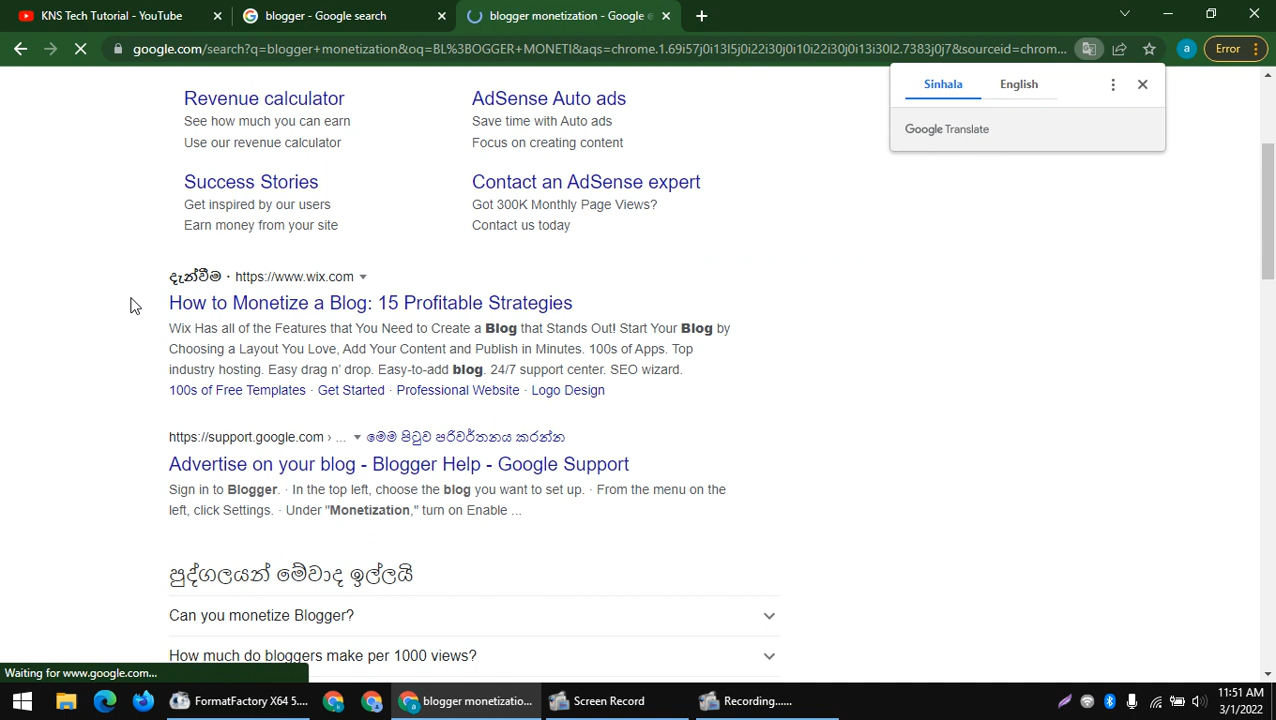 KNS Tech Tutorial - YouTube
blogger - Google search
blogger monetization - Google
google.com/search?q=blogger+monetization&oq=BL%3BOGGER+MONETI&aqs=chrome.1.69i57j0i13l5j0i22i30j0i10i22i30j0i13i30l2.7383j0j7&sourceid=chrom...
a
Error
Sinhala
English
Google Translate
Revenue calculator
AdSense Auto ads
See how much you can earn
Save time with Auto ads
Use our revenue calculator
Focus on creating content
Success Stories
Contact an AdSense expert
Get inspired by our users
Got 300K Monthly Page Views?
Earn money from your site
Contact us today
දැන්වීම · https://www.wix.com
How to Monetize a Blog: 15 Profitable Strategies
Wix Has all of the Features that You Need to Create a Blog that Stands Out! Start Your Blog by
Choosing a Layout You Love, Add Your Content and Publish in Minutes. 100s of Apps. Top
industry hosting. Easy drag n' drop. Easy-to-add blog. 24/7 support center. SEO wizard.
100s of Free Templates · Get Started · Professional Website · Logo Design
https://support.google.com › ... මෙම පිටුව පරිවර්තනය කරන්න
Advertise on your blog - Blogger Help - Google Support
Sign in to Blogger. · In the top left, choose the blog you want to set up. · From the menu on the
left, click Settings. · Under "Monetization," turn on Enable ...
පුද්ගලයන් මේවාද ඉල්ලයි
Can you monetize Blogger?
How much do bloggers make per 1000 views?
Waiting for www.google.com...
FormatFactory X64 5....
blogger monetizatio...
Screen Record
Recording......
11:51 AM
3/1/2022